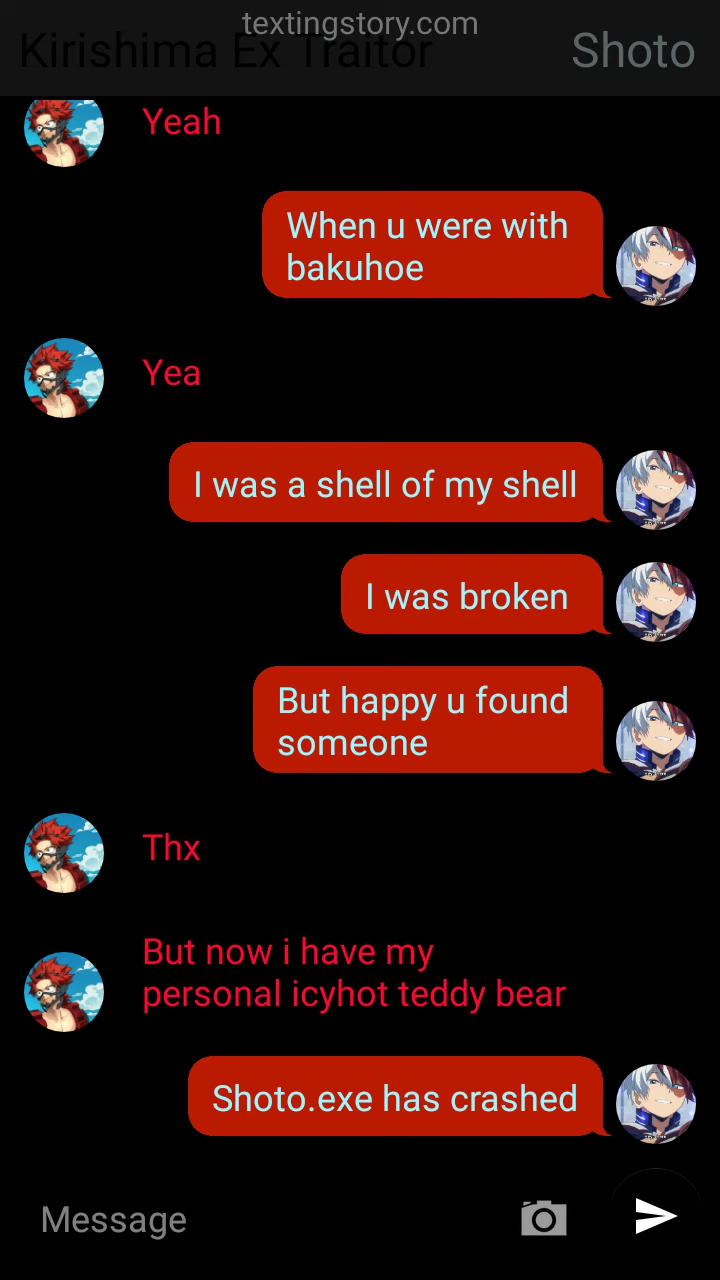 textingstory.com
Kirishima Ex Traitor
Shoto
Yeah
When u were with
bakuhoe
Yea
I was a shell of my shell
I was broken
But happy u found
someone
Thx
But now i have my
personal icyhot teddy bear
Shoto.exe has crashed
Message